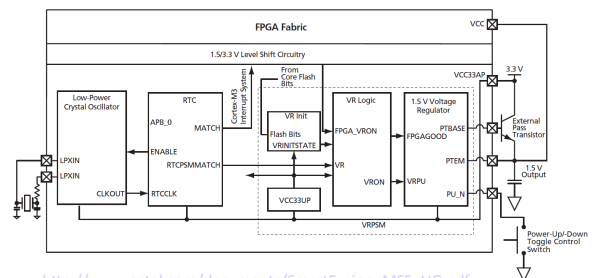 FPGA Fabric
VCC
1.5/3.3 V Level Shift Circuitry
VCC33AP
3.3 V
Low-Power
Crystal Oscillator
RTC
APB_0
MATCH
ENABLE
RTCPSMMATCH
CLKOUT
RTCCLK
Cortex-M3
Interrupt System
From
Core Flash
Bits
VR Init
Flash Bits
VRINITSTATE
VCC33UP
VR Logic
FPGA_VRON
VR
VRON
1.5 V Voltage
Regulator
FPGAGOOD
VRPU
PTBASE
PTEM
PU_N
VRPSM
External
Pass
Transistor
1.5 V
Output
LPXIN
LPXIN
Power-Up/Down
Toggle Control
Switch